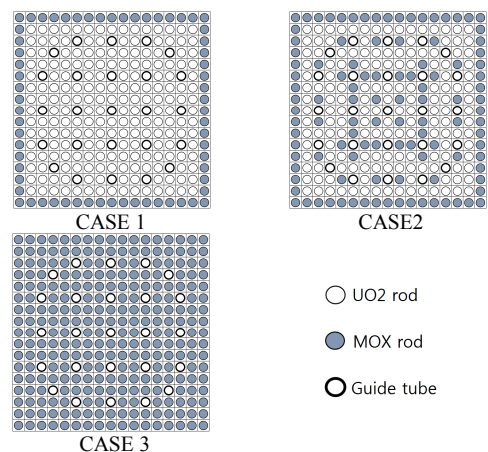 CASE 1
CASE2
CASE 3
UO2 rod
MOX rod
Guide tube